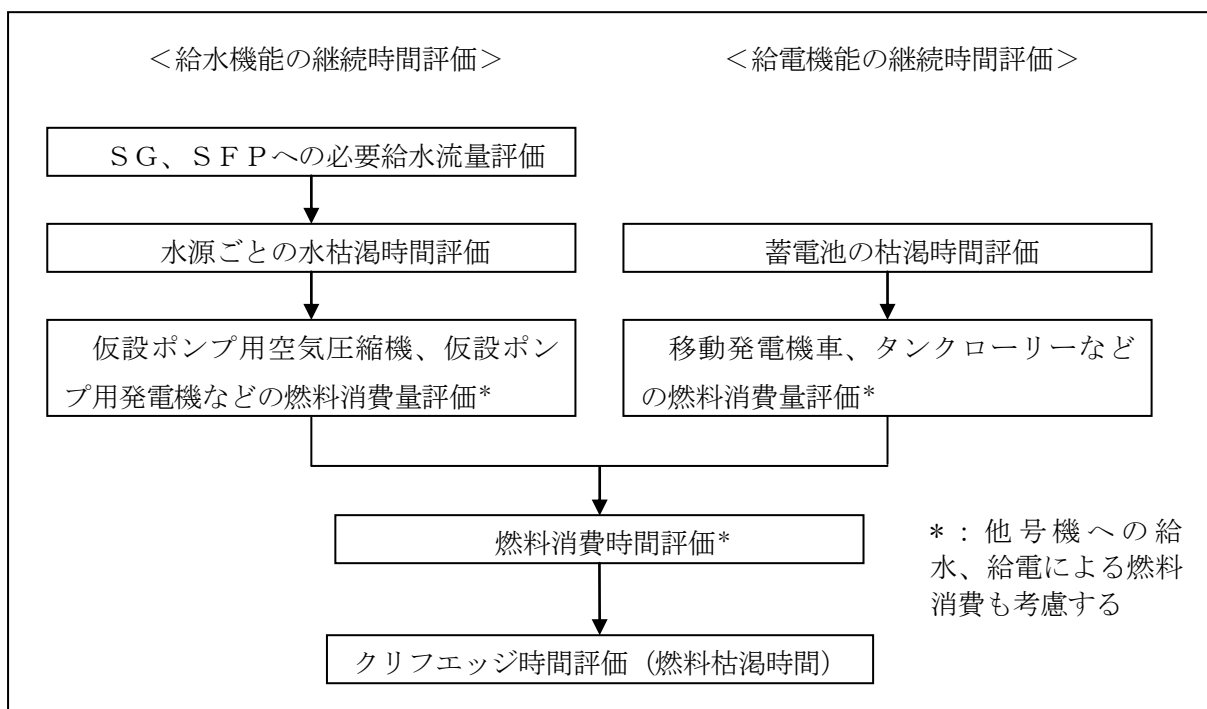 ＜給水機能の継続時間評価＞
＜給電機能の継続時間評価＞
ＳＧ、ＳＦＰへの必要給水流量評価
水源ごとの水枯渇時間評価
蓄電池の枯渇時間評価
仮設ポンプ用空気圧縮機、仮設ポン
プ用発電機などの燃料消費量評価*
移動発電機車、タンクローリーなど
の燃料消費量評価*
燃料消費時間評価*
*：他号機への給
水、給電による燃料
消費も考慮する
クリフエッジ時間評価（燃料枯渇時間）